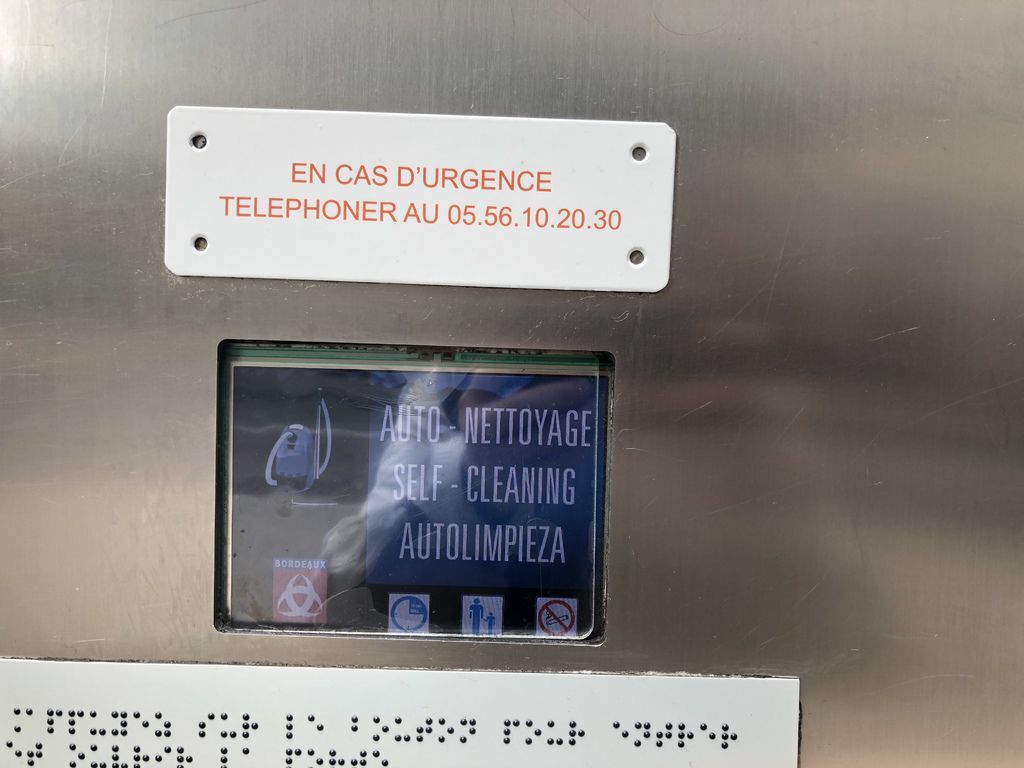 EN CAS D'URGENCE
TELEPHONER AU 05.56.10.20.30
AUTO - NETTOYAGE
SELF - CLEANING
AUTOLIMPIEZA
BORDEAUX